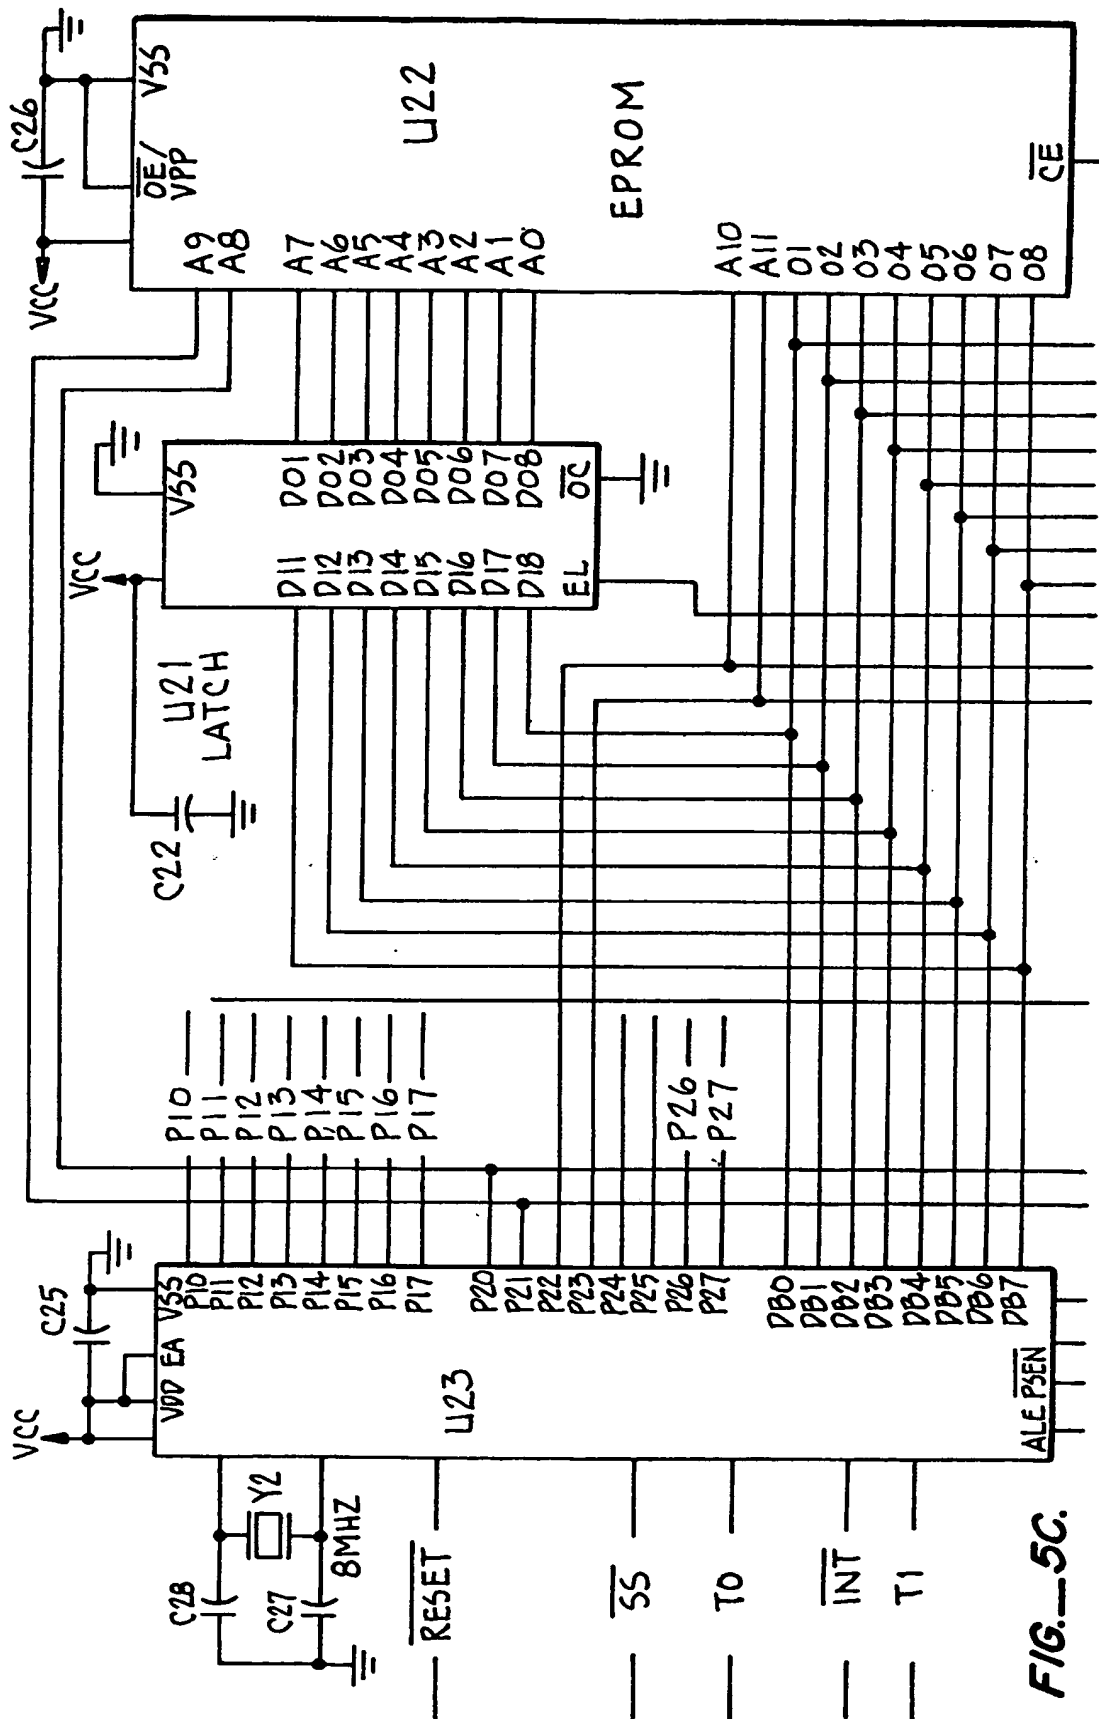 VCC
C26
VSS
OE/
VPP
U22
EPROM
A9
A8
A7
A6
A5
A4
A3
A2
A1
A0
A10
A11
O1
O2
O3
O4
O5
O6
O7
O8
CE
VCC
VSS
U21
LATCH
C22
DI1
DI2
DI3
DI4
DI5
DI6
DI7
DI8
EL
DO1
DO2
DO3
DO4
DO5
DO6
DO7
DO8
OC
P10
P11
P12
P13
P14
P15
P16
P17
P26
P27
VCC
C25
VDD
EA
VSS
P10
P11
P12
P13
P14
P15
P16
P17
P20
P21
P22
P23
P24
P25
P26
P27
DB0
DB1
DB2
DB3
DB4
DB5
DB6
DB7
ALE
PSEN
U23
C28
C27
Y2
8MHZ
RESET
SS
T0
INT
T1
FIG.__5C.